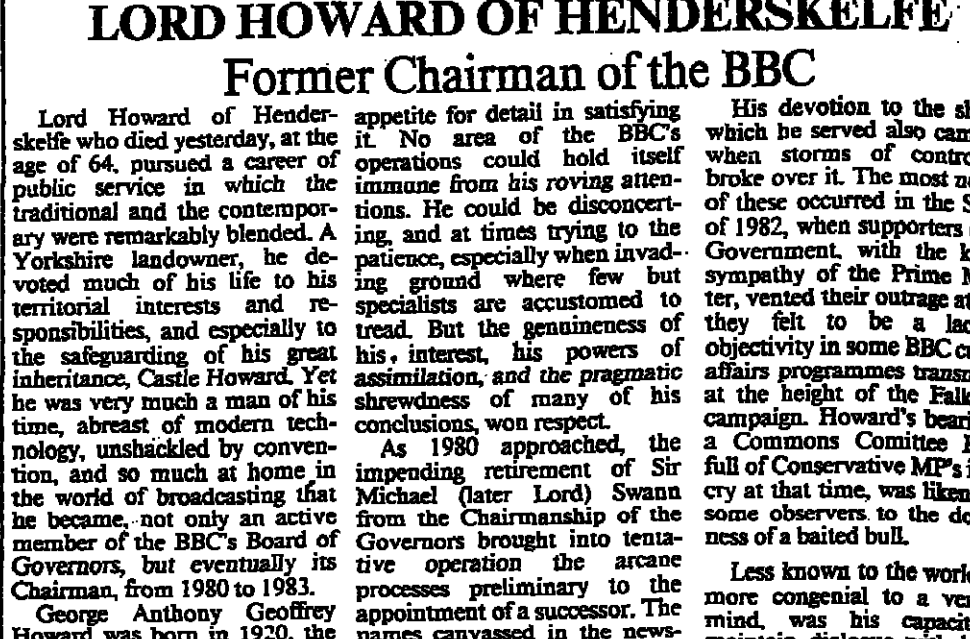 LORD HOWARD OF HENDERSKELFE
Former Chairman of the BBC
Lord Howard of Hender-
skelfe who died yesterday, at the
age of 64, pursued a career of
public service in which the
traditional and the contempor-
ary were remarkably blended. A
Yorkshire landowner, he de-
voted much of his life to his
territorial interests and re-
sponsibilities, and especially to
the safeguarding of his great
inheritance, Castle Howard. Yet
he was very much a man of his
time, abreast of modern tech-
nology, unshackled by conven-
tion, and so much at home in
the world of broadcasting that
he became, not only an active
member of the BBC's Board of
Governors, but eventually its
Chairman, from 1980 to 1983.
George Anthony Geoffrey
Howard was born in 1920, the
appetite for detail in satisfying
it. No area of the BBC's
operations could hold itself
immune from his roving atten-
tions. He could be disconcert-
ing, and at times trying to the
patience, especially when invad-
ing ground where few but
specialists are accustomed to
tread. But the genuineness of
his interest, his powers of
assimilation, and the pragmatic
shrewdness of many of his
conclusions, won respect.
As 1980 approached, the
impending retirement of Sir
Michael (later Lord) Swann
from the Chairmanship of the
Governors brought into tenta-
tive operation the arcane
processes preliminary to the
appointment of a successor. The
names canvassed in the news-
His devotion to the
which he served also
when storms of
broke over it. The most
of these occurred in the
of 1982, when supporters
Government, with the
sympathy of the Prime
ter, vented their outrage
they felt to be a
objectivity in some BBC
affairs programmes
at the height of the
campaign. Howard's
a Commons Comittee
full of Conservative MP's
cry at that time, was
some observers to the
ness of a baited bull.
Less known to the
more congenial to a
mind, was his